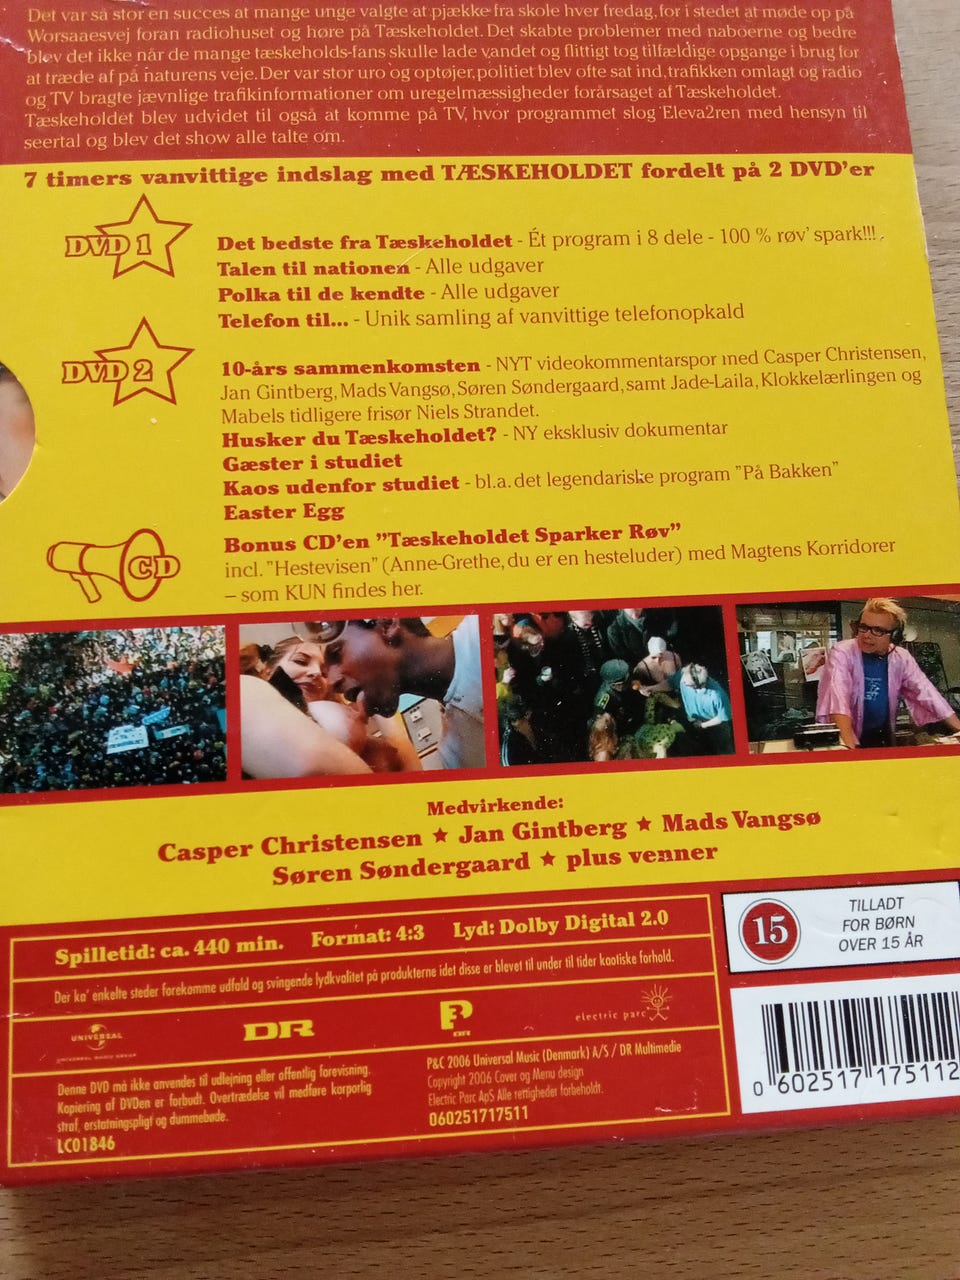 Det var så stor en succes at mange unge valgte at pjække fra skole hver fredag, for i stedet at møde op på
Worsaaesvej foran radiohuset og høre på Tæskeholdet. Det skabte problemer med naboerne og bedre
blev det ikke når de mange tæskeholds-fans skulle lade vandet og flittigt tog tilfældige opgange i brug for
at træde af på naturens veje. Der var stor uro og optøjer, politiet blev ofte sat ind, trafikken omlagt og radio
og TV bragte jævnlige trafikinformationer om uregelmæssigheder forårsaget af Tæskeholdet.
Tæskeholdet blev udvidet til også at komme på TV, hvor programmet slog Eleva2ren med hensyn til
seertal og blev det show alle talte om.
7 timers vanvittige indslag med TÆSKEHOLDET fordelt på 2 DVD'er
DVD 1
Det bedste fra Tæskeholdet - Ét program i 8 dele - 100 % røv' spark!!!
Talen til nationen - Alle udgaver
Polka til de kendte - Alle udgaver
Telefon til... - Unik samling af vanvittige telefonopkald
DVD 2
10-års sammenkomsten - NYT videokommentarspor med Casper Christensen,
Jan Gintberg, Mads Vangsø, Søren Søndergaard, samt Jade-Laila, Klokkelærlingen og
Mabels tidligere frisør Niels Strandet.
Husker du Tæskeholdet? - NY eksklusiv dokumentar
Gæster i studiet
Kaos udenfor studiet - bl.a. det legendariske program "På Bakken"
Easter Egg
CD
Bonus CD'en "Tæskeholdet Sparker Røv"
incl. "Hestevisen" (Anne-Grethe, du er en hesteluder) med Magtens Korridorer
– som KUN findes her.
Medvirkende:
Casper Christensen ★ Jan Gintberg ★ Mads Vangsø
Søren Søndergaard ★ plus venner
Spilletid: ca. 440 min. Format: 4:3 Lyd: Dolby Digital 2.0
Der ka' enkelte steder forekomme udfald og svingende lydkvalitet på produkterne idet disse er blevet til under til tider kaotiske forhold.
UNIVERSAL
UNIVERSAL MUSIC GROUP
DR
3
DR
electric parc
Denne DVD må ikke anvendes til udlejning eller offentlig forevisning.
Kopiering af DVDen er forbudt. Overtrædelse vil medføre korporlig
straf, erstatningspligt og dummebøde.
LC01846
P&C 2006 Universal Music (Denmark) A/S / DR Multimedie
Copyright 2006 Cover og Menu design
Electric Parc ApS Alle rettigheder forbeholdt.
060251717511
15
TILLADT
FOR BØRN
OVER 15 ÅR
0 602517 175112